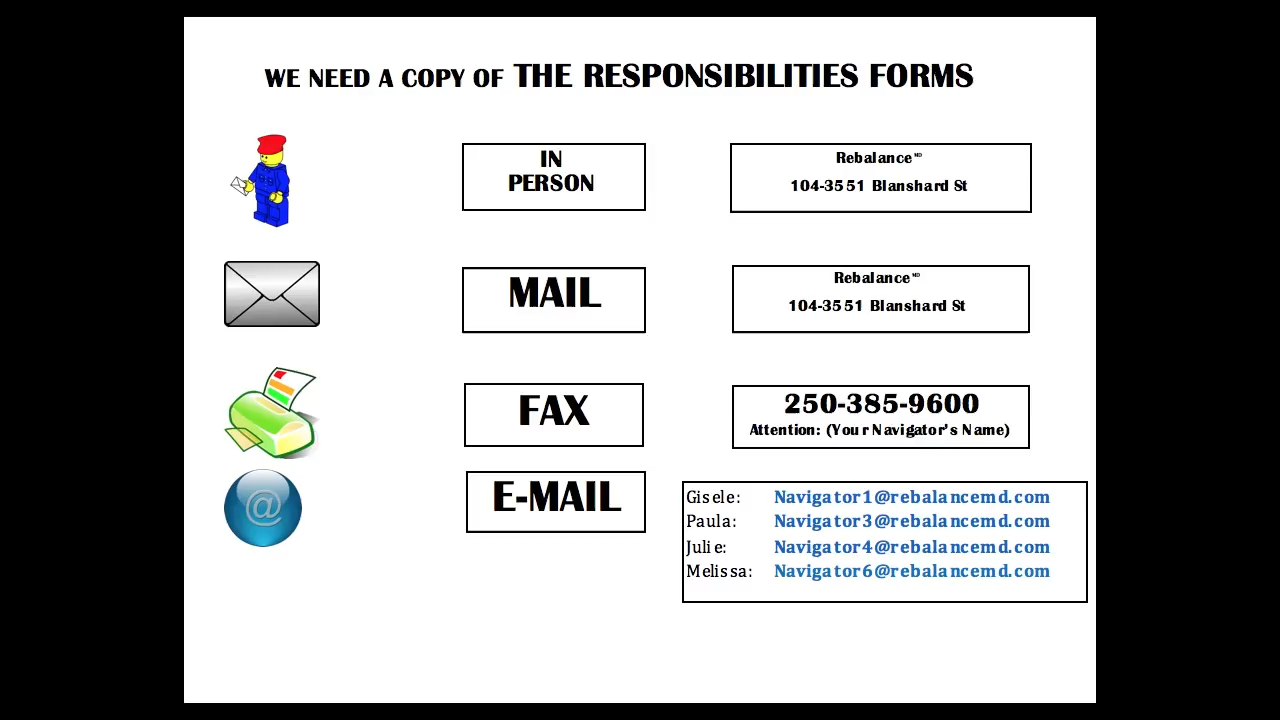 WE NEED A COPY OF THE RESPONSIBILITIES FORMS
IN
PERSON
Rebalance MD
104-3551 Blanshard St
MAIL
Rebalance MD
104-3551 Blanshard St
FAX
250-385-9600
Attention: (Your Navigator's Name)
@
E-MAIL
Gisele: Navigator1@rebalancemd.com
Paula: Navigator3@rebalancemd.com
Julie: Navigator4@rebalancemd.com
Melissa: Navigator6@rebalancemd.com